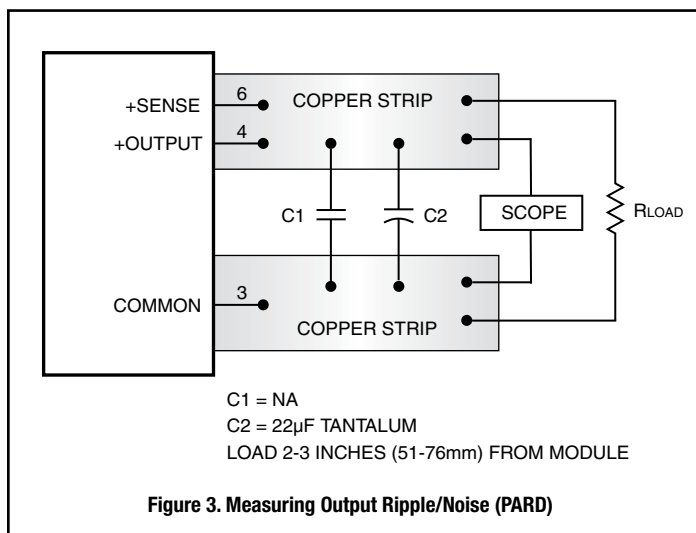 +SENSE
6
COPPER STRIP
+OUTPUT
4
C1
C2
SCOPE
RLOAD
COMMON
3
COPPER STRIP
C1 = NA
C2 = 22µF TANTALUM
LOAD 2-3 INCHES (51-76mm) FROM MODULE
Figure 3. Measuring Output Ripple/Noise (PARD)